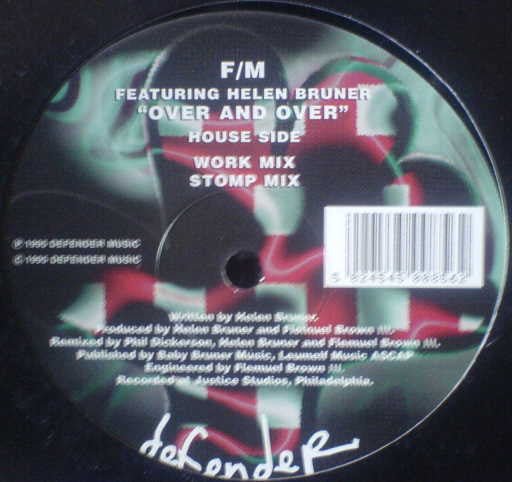 F/M
FEATURING HELEN BRUNER
"OVER AND OVER"
HOUSE SIDE
WORK MIX
STOMP MIX
℗ 1995 DEFENDER MUSIC
© 1995 DEFENDER MUSIC
Written by Helen Bruner.
Produced by Helen Bruner and Flemuel Brown III.
Remixed by Phil Dickerson, Helen Bruner and Flemuel Brown III.
Published by Baby Bruner Music, Leumelf Music ASCAP
Engineered by Flemuel Brown III.
Recorded at Justice Studios, Philadelphia.
defender